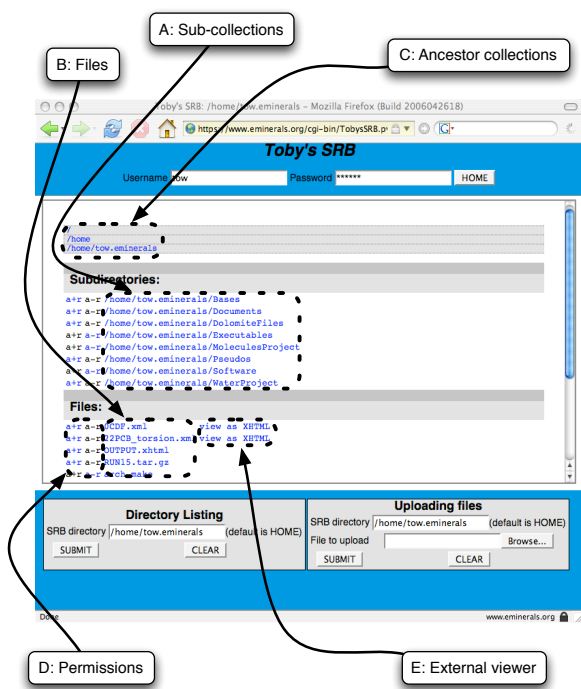 A: Sub-collections
B: Files
C: Ancestor collections
Toby's SRB: /home/tow.eminerals – Mozilla Firefox (Build 2006042618)
https://www.eminerals.org/cgi-bin/TobysSRB.p
Toby's SRB
Username tow Password ****** HOME
/
/home
/home/tow.eminerals
Subdirectories:
a+r a-r /home/tow.eminerals/Bases
a+r a-r /home/tow.eminerals/Documents
a+r a-r /home/tow.eminerals/DolomiteFiles
a+r a-r /home/tow.eminerals/Executables
a+r a-r /home/tow.eminerals/MoleculesProject
a+r a-r /home/tow.eminerals/Pseudos
a+r a-r /home/tow.eminerals/Software
a+r a-r /home/tow.eminerals/WaterProject
Files:
a+r a-r view as XHTML
a+r a-r 22PCB_torsion.xml view as XHTML
a+r a-r OUTPUT.xhtml
a+r a-r RUN15.tar.gz
a+r a-r arch.make
Directory Listing
SRB directory /home/tow.eminerals (default is HOME)
SUBMIT CLEAR
Uploading files
SRB directory /home/tow.eminerals (default is HOME)
File to upload Browse...
SUBMIT CLEAR
Done www.eminerals.org
D: Permissions
E: External viewer